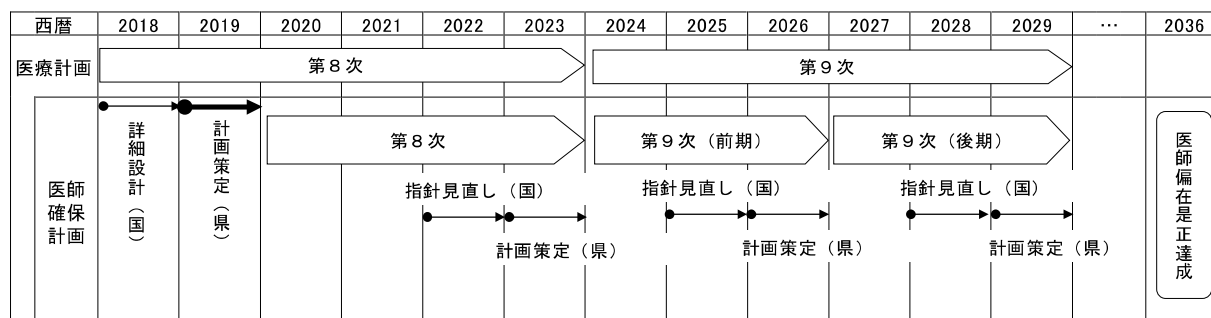 西暦 2018 2019 2020 2021 2022 2023 2024 2025 2026 2027 2028 2029 … 2036
医療計画 第８次 第９次
医師
確保
計画
詳細設計（国）
計画策定（県）
第８次 第９次（前期） 第９次（後期）
指針見直し（国） 指針見直し（国） 指針見直し（国）
計画策定（県） 計画策定（県） 計画策定（県）
医師偏在是正達成